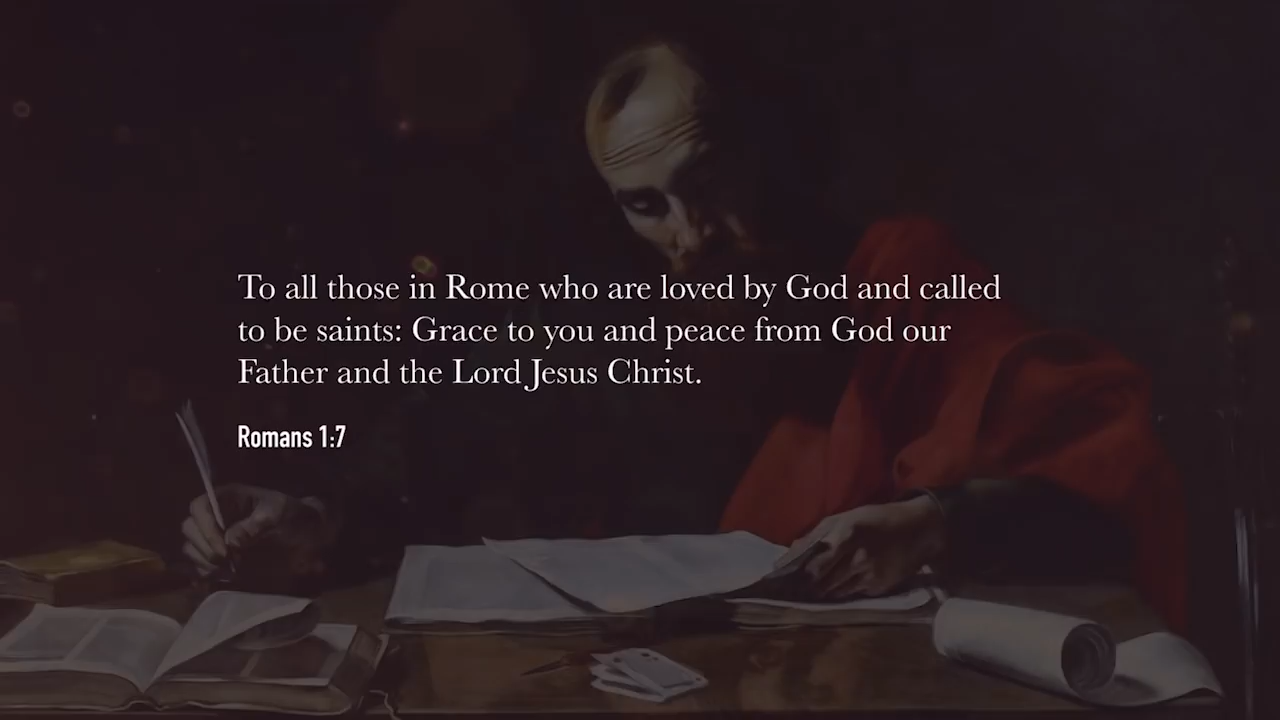 To all those in Rome who are loved by God and called
to be saints: Grace to you and peace from God our
Father and the Lord Jesus Christ.
Romans 1:7